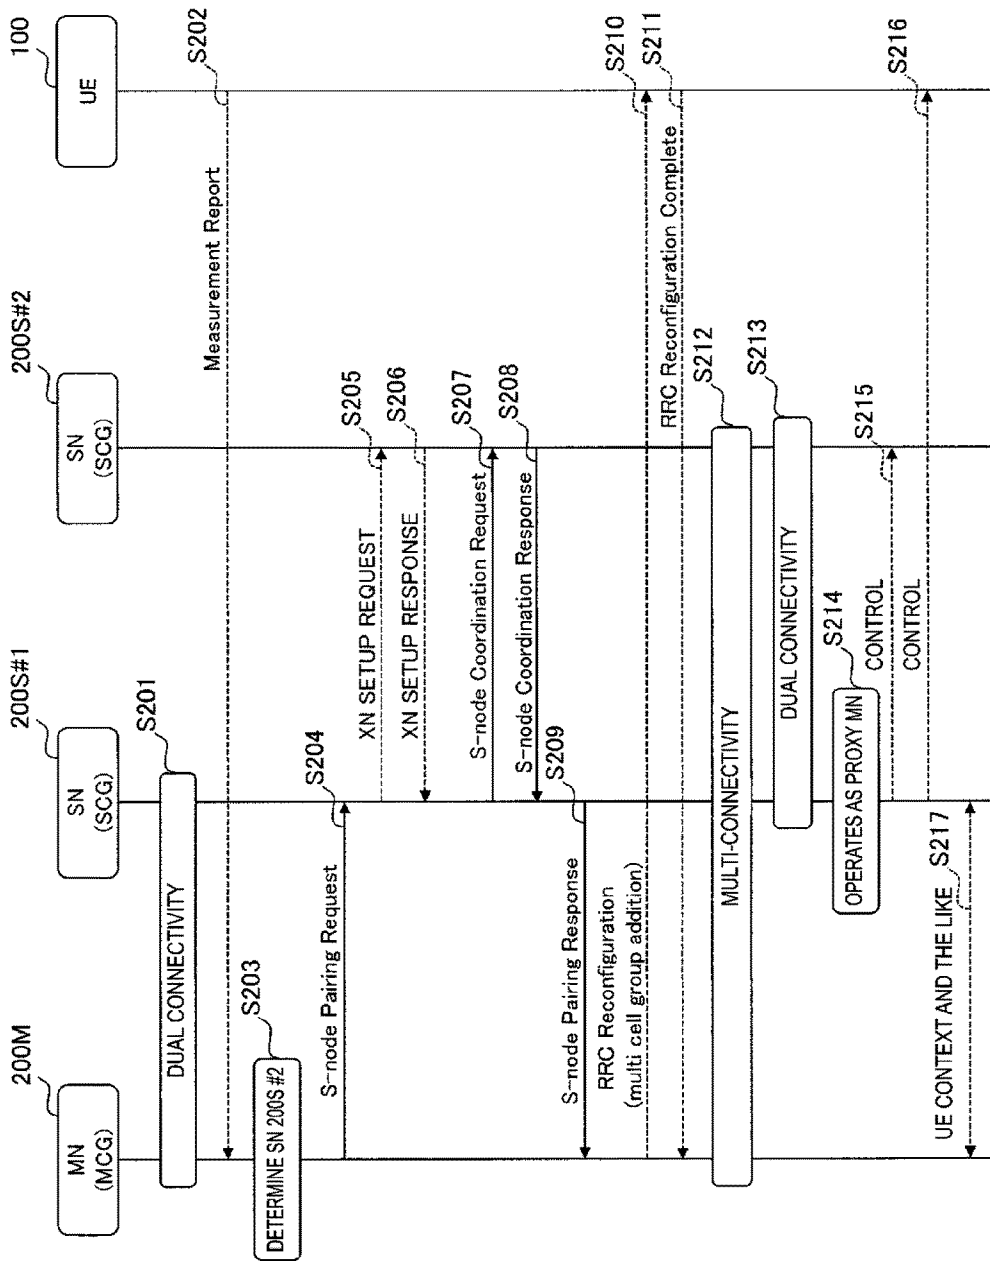 200M
MN
(MCG)
200S#1
SN
(SCG)
200S#2
SN
(SCG)
100
UE
S201
DUAL CONNECTIVITY
S202
Measurement Report
S203
DETERMINE SN 200S #2
S204
S-node Pairing Request
S205
XN SETUP REQUEST
S206
XN SETUP RESPONSE
S207
S-node Coordination Request
S208
S-node Coordination Response
S209
S-node Pairing Response
S210
RRC Reconfiguration
(multi cell group addition)
S211
RRC Reconfiguration Complete
S212
MULTI-CONNECTIVITY
S213
DUAL CONNECTIVITY
S214
OPERATES AS PROXY MN
S215
CONTROL
S216
CONTROL
S217
UE CONTEXT AND THE LIKE